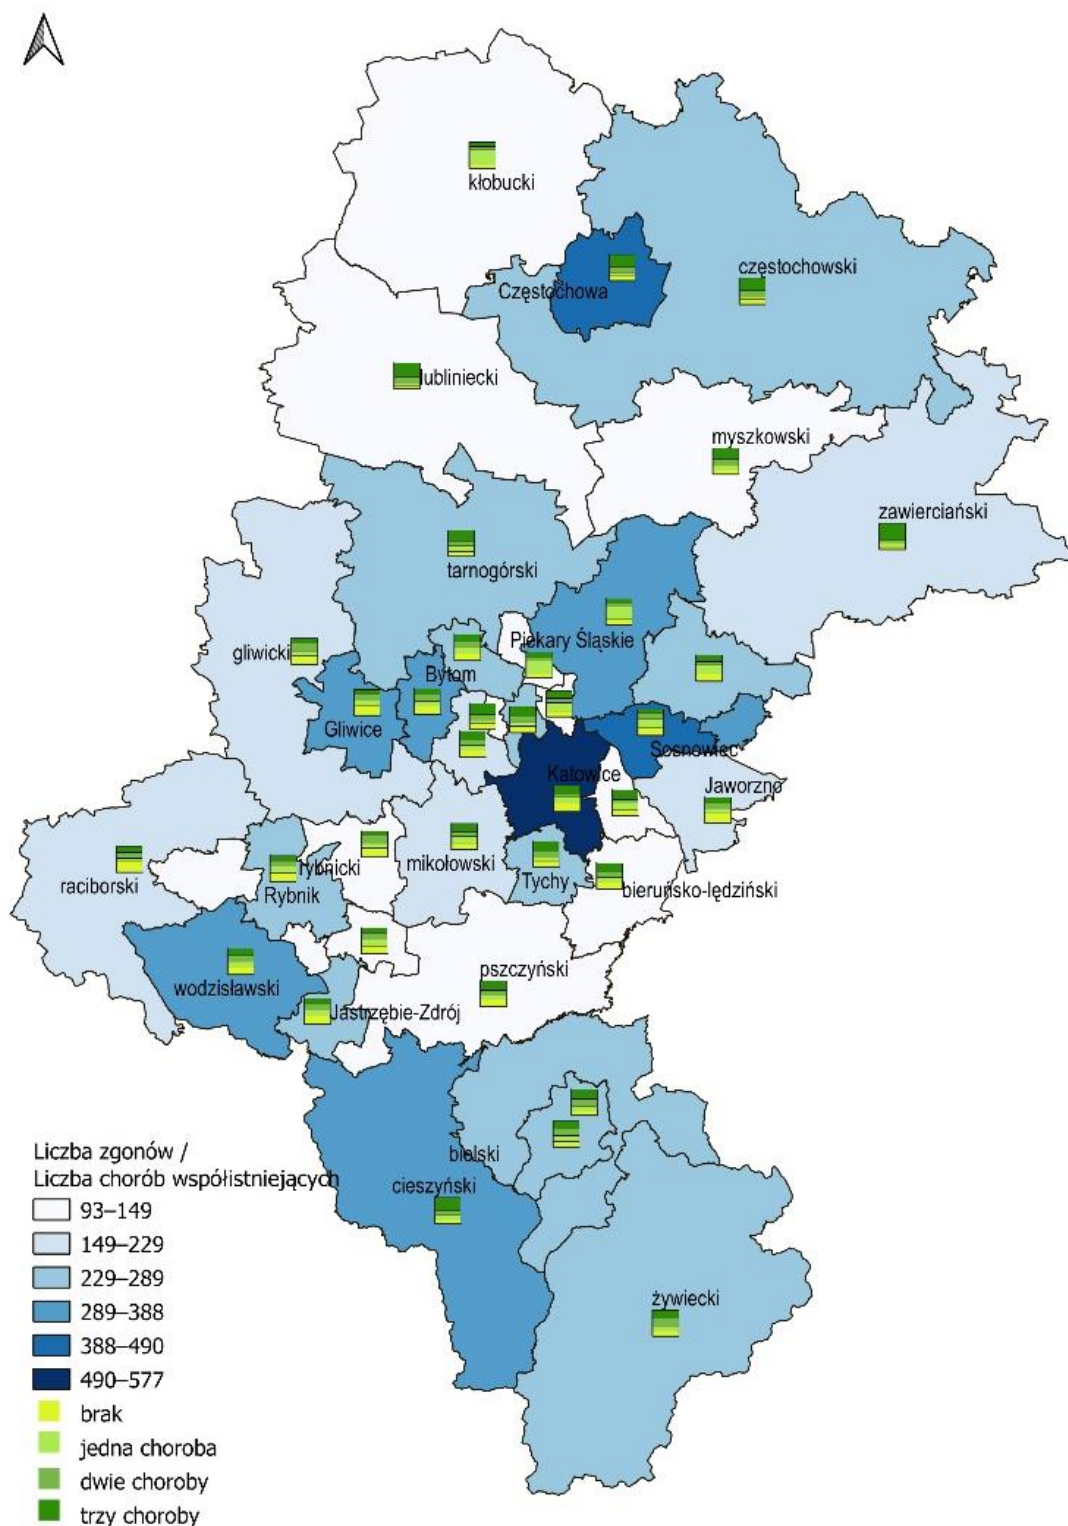 kłobucki
częstochowski
Częstochowa
lubliniecki
myszkowski
zawierciański
tarnogórski
Piekary Śląskie
gliwicki
Bytom
Gliwice
Sosnowiec
Katowice
Jaworzno
rybnicki
mikołowski
raciborski
Rybnik
Tychy
bieruńsko-lędziński
pszczyński
wodzisławski
Jastrzębie-Zdrój
bielski
cieszyński
żywiecki
Liczba zgonów /
Liczba chorób współistniejących
93–149
149–229
229–289
289–388
388–490
490–577
brak
jedna choroba
dwie choroby
trzy choroby